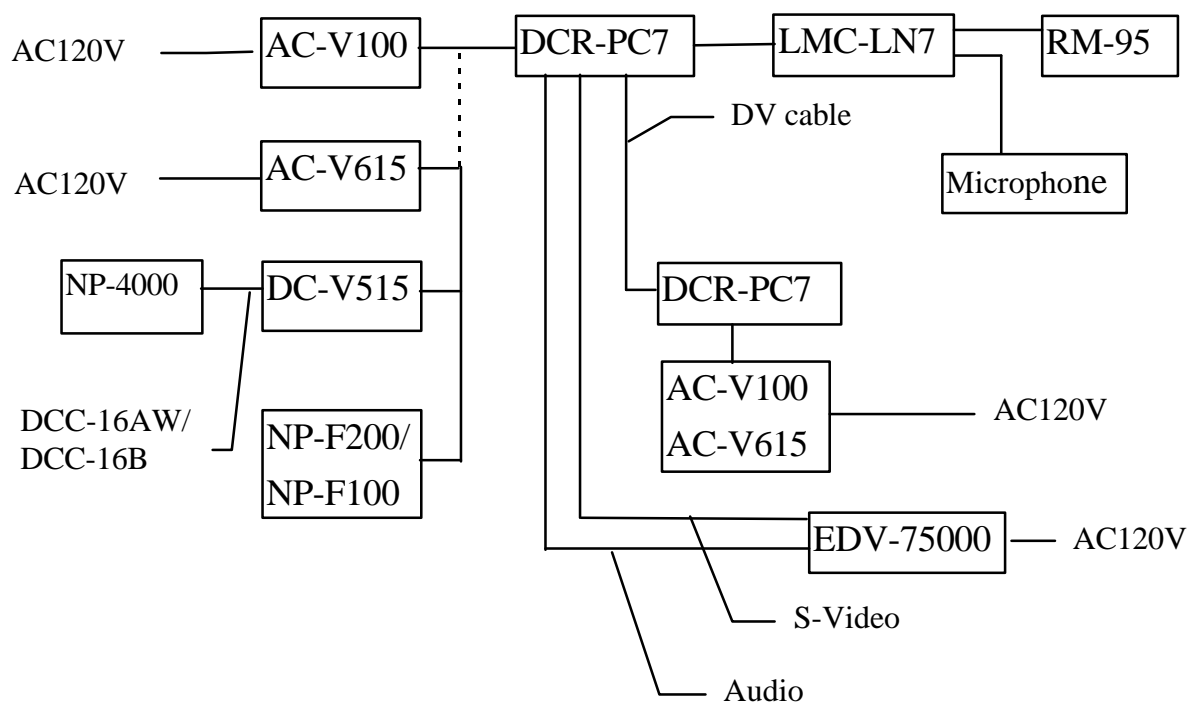 AC120V
AC-V100
DCR-PC7
LMC-LN7
RM-95
DV cable
AC120V
AC-V615
Microphone
NP-4000
DC-V515
DCR-PC7
DCC-16AW/
DCC-16B
NP-F200/
NP-F100
AC-V100
AC-V615
AC120V
EDV-75000
AC120V
S-Video
Audio